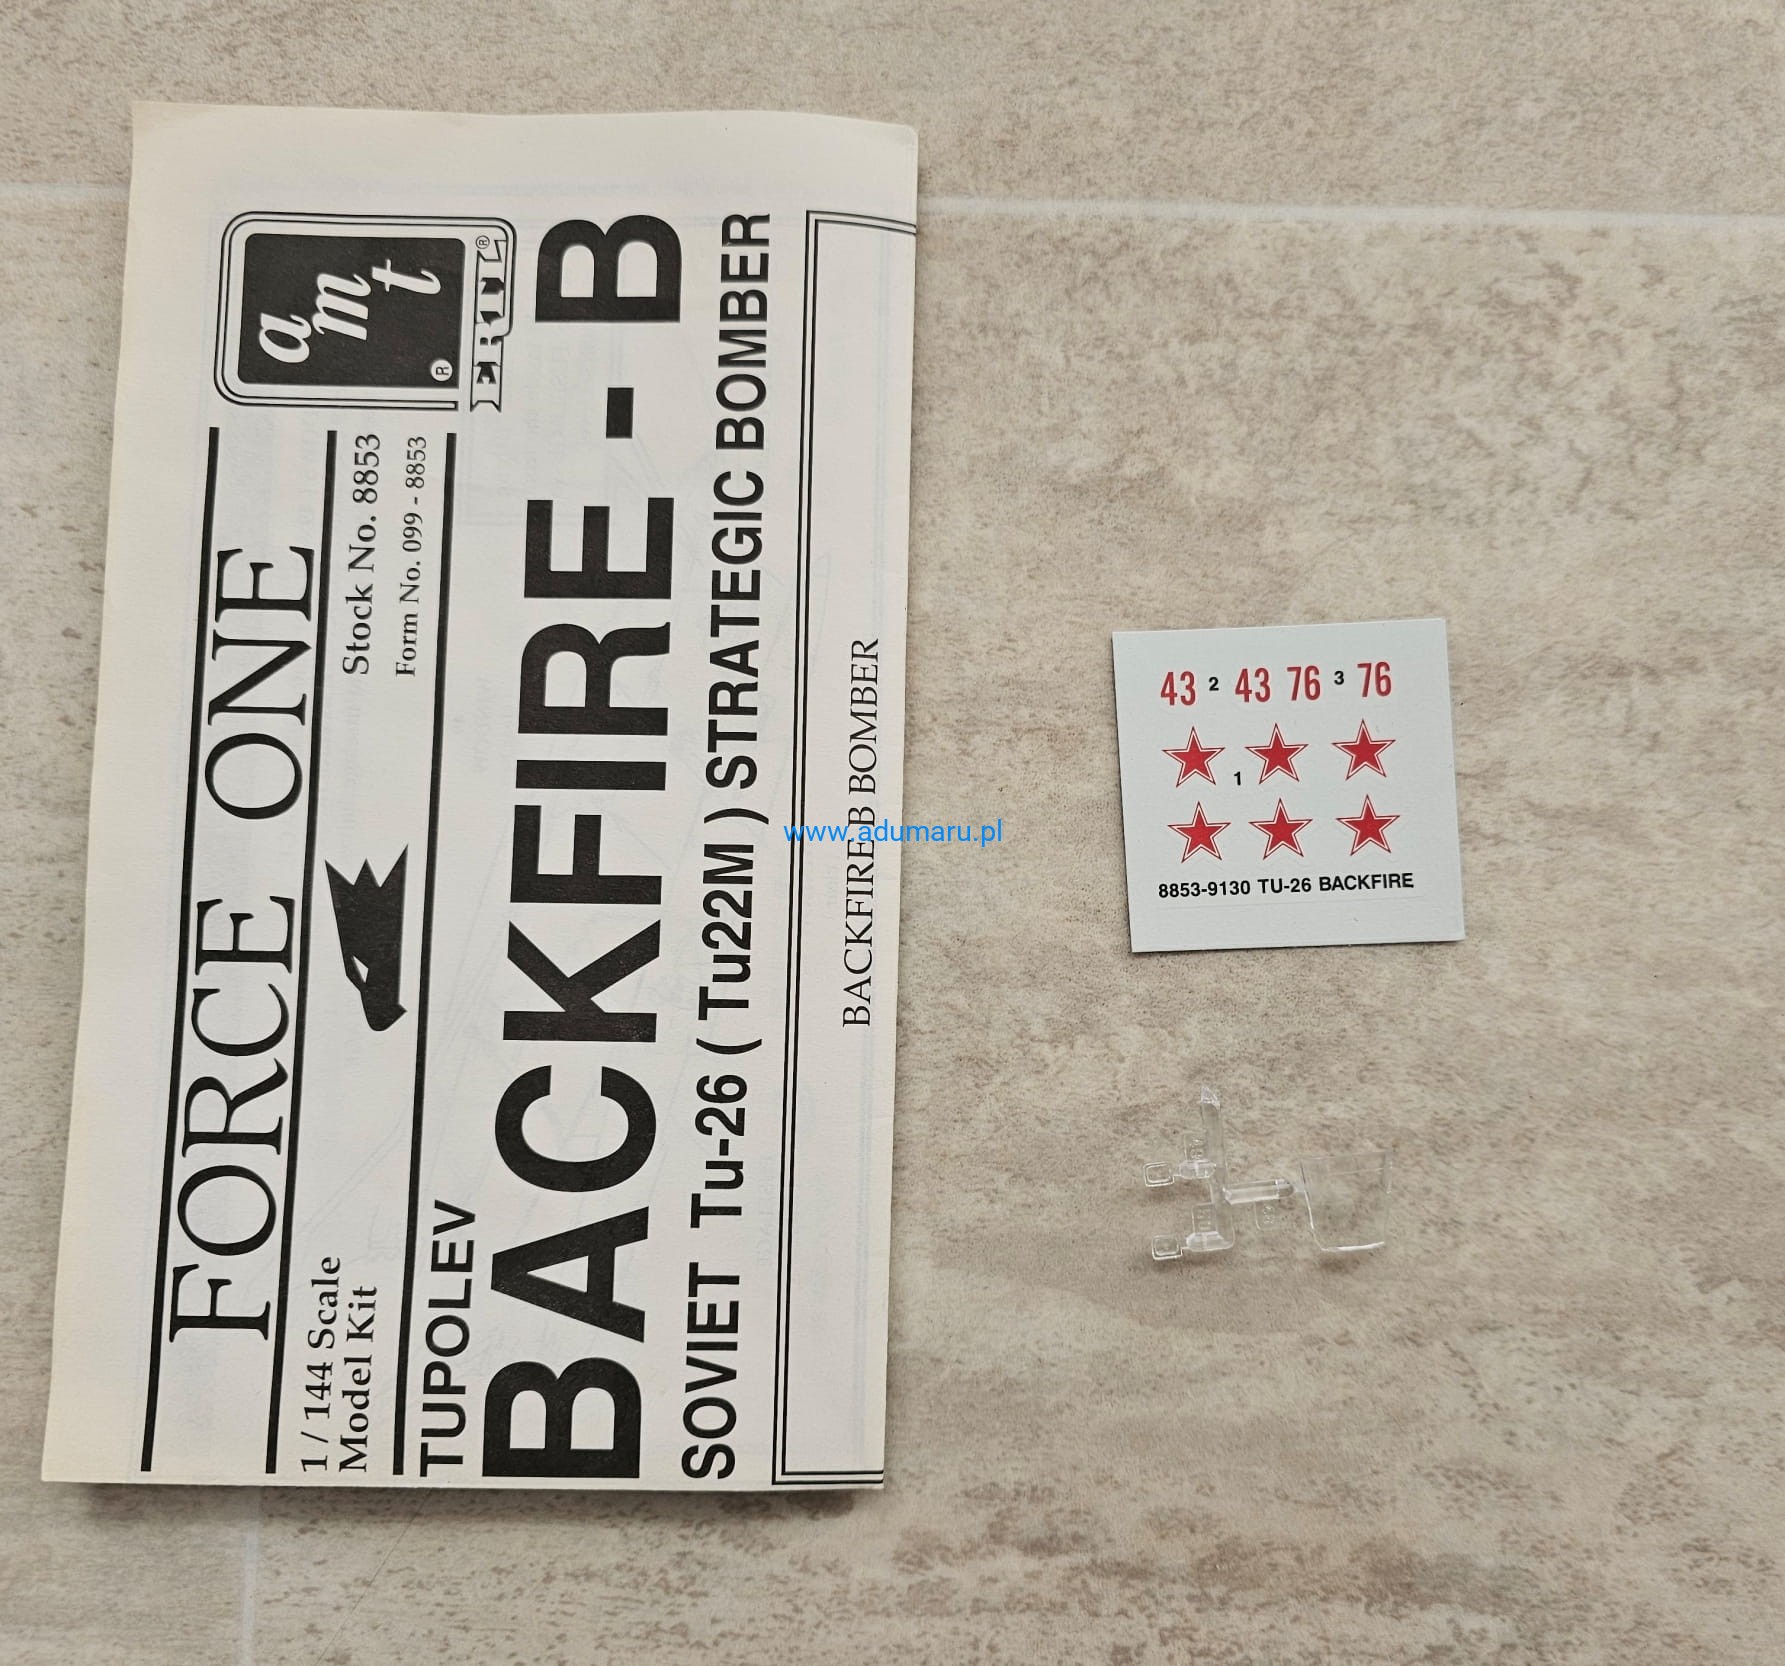 FORCE ONE
a
m
t
®
ERTL®
1 / 144 Scale
Model Kit
Stock No. 8853
Form No. 099 - 8853
TUPOLEV
BACKFIRE - B
SOVIET Tu-26 ( Tu22M ) STRATEGIC BOMBER
BACKFIRE B BOMBER
www.adumaru.pl
43 2 43 76 3 76
1
8853-9130 TU-26 BACKFIRE